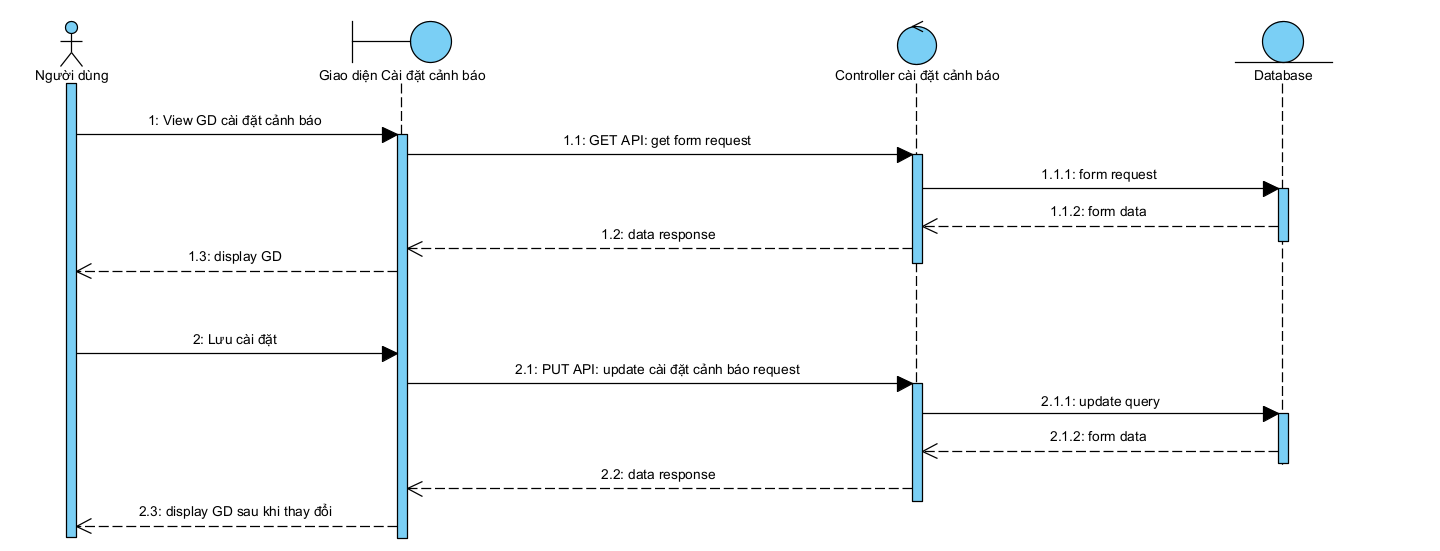 Người dùng
Giao diện Cài đặt cảnh báo
Controller cài đặt cảnh báo
Database
1: View GD cài đặt cảnh báo
1.1: GET API: get form request
1.1.1: form request
1.1.2: form data
1.2: data response
1.3: display GD
2: Lưu cài đặt
2.1: PUT API: update cài đặt cảnh báo request
2.1.1: update query
2.1.2: form data
2.2: data response
2.3: display GD sau khi thay đổi